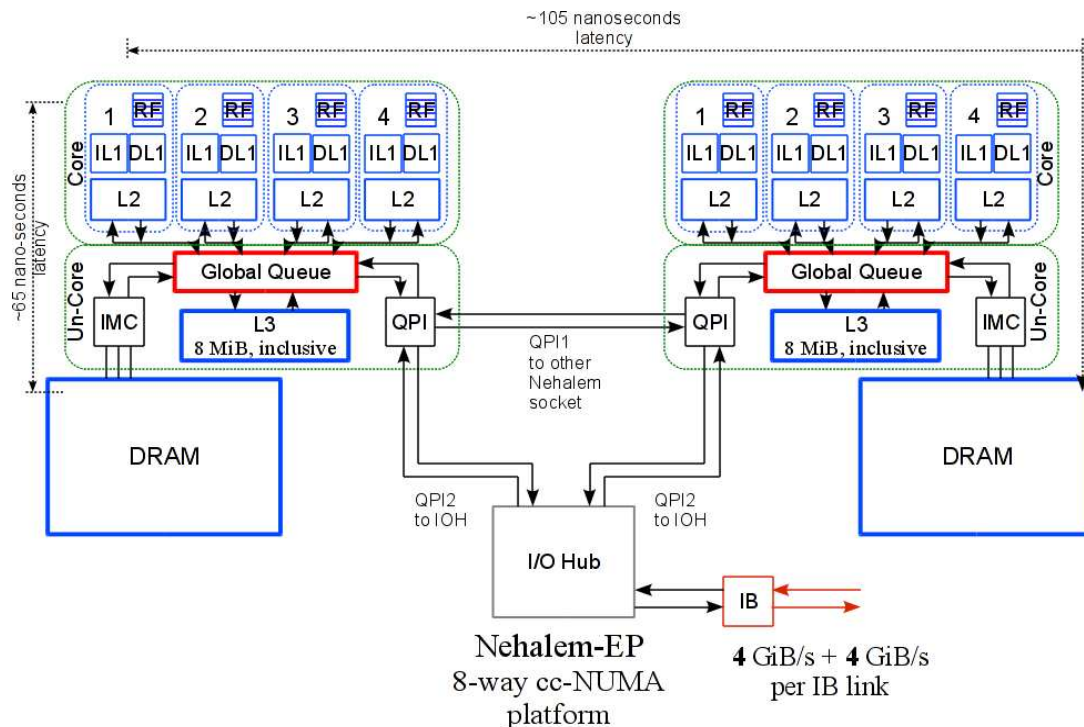 ~105 nanoseconds
latency
~65 nano-seconds
latency
Core
1 RF
2 RF
3 RF
4 RF
IL1 DL1
IL1 DL1
IL1 DL1
IL1 DL1
L2
L2
L2
L2
Un-Core
Global Queue
IMC
L3
8 MiB, inclusive
QPI
DRAM
QPI1
to other
Nehalem
socket
1 RF
2 RF
3 RF
4 RF
Core
IL1 DL1
IL1 DL1
IL1 DL1
IL1 DL1
L2
L2
L2
L2
Un-Core
Global Queue
QPI
L3
8 MiB, inclusive
IMC
DRAM
QPI2
to IOH
QPI2
to IOH
I/O Hub
IB
Nehalem-EP
8-way cc-NUMA
platform
4 GiB/s + 4 GiB/s
per IB link